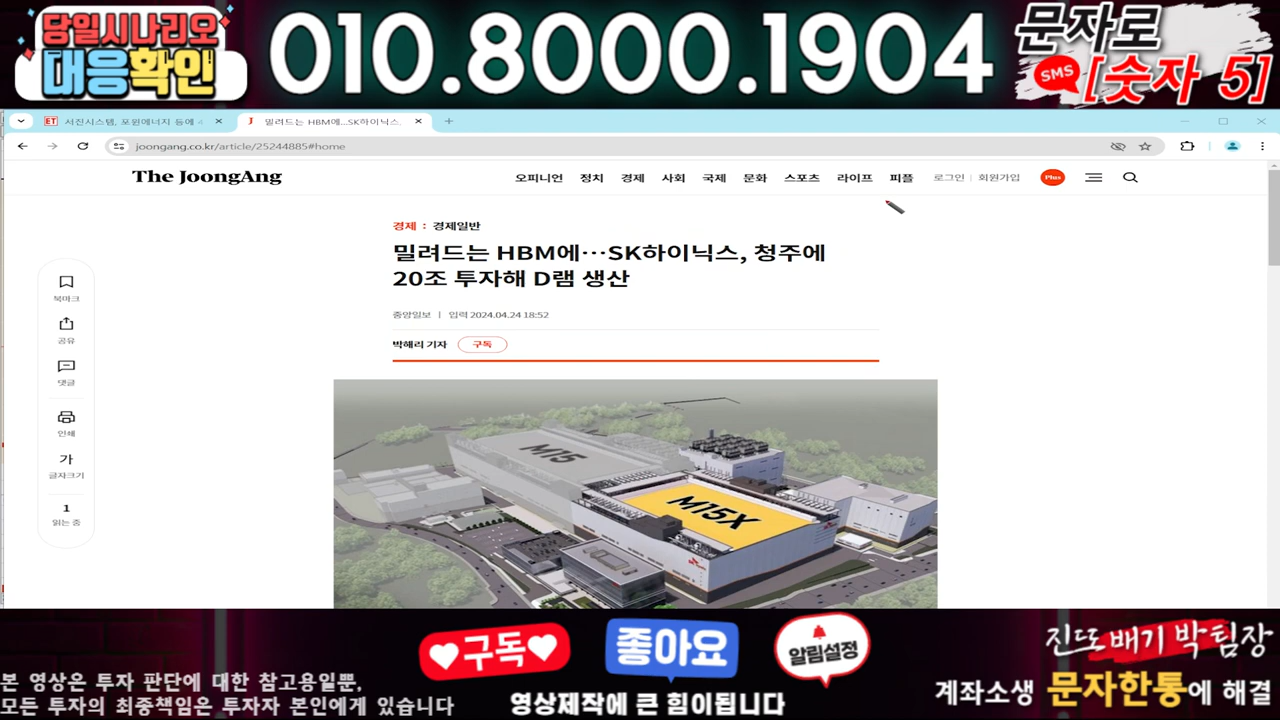 당일시나리오
대응확인
010.8000.1904
문자로
SMS
[숫자 5]
서진시스템, 포원에너지 등에
밀려드는 HBM에…SK하이닉스,
joongang.co.kr/article/25244885#home
The JoongAng
오피니언 정치 경제 사회 국제 문화 스포츠 라이프 피플 로그인 | 회원가입 Plus
경제 : 경제일반
밀려드는 HBM에…SK하이닉스, 청주에
20조 투자해 D램 생산
중앙일보 | 입력 2024.04.24 18:52
박해리 기자 구독
북마크
공유
댓글
인쇄
가
글자크기
1
읽는 중
M15
M15X
구독
좋아요
알림설정
영상제작에 큰 힘이됩니다
본 영상은 투자 판단에 대한 참고용일뿐,
모든 투자의 최종책임은 투자자 본인에게 있습니다
진또배기 박팀장
계좌소생 문자한통에 해결